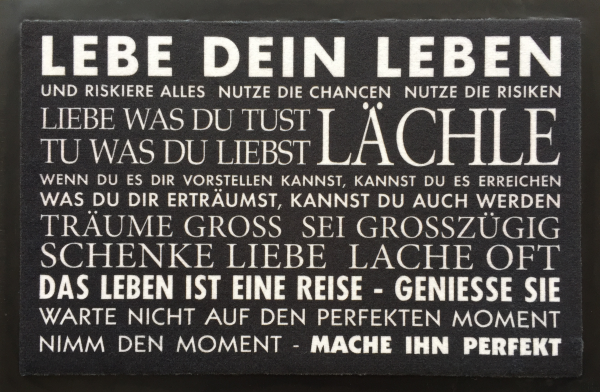 LEBE DEIN LEBEN
UND RISKIERE ALLES NUTZE DIE CHANCEN NUTZE DIE RISIKEN
LIEBE WAS DU TUST
TU WAS DU LIEBST
LÄCHLE
WENN DU ES DIR VORSTELLEN KANNST, KANNST DU ES ERREICHEN
WAS DU DIR ERTRÄUMST, KANNST DU AUCH WERDEN
TRÄUME GROSS SEI GROSSZÜGIG
SCHENKE LIEBE LACHE OFT
DAS LEBEN IST EINE REISE - GENIESSE SIE
WARTE NICHT AUF DEN PERFEKTEN MOMENT
NIMM DEN MOMENT - MACHE IHN PERFEKT